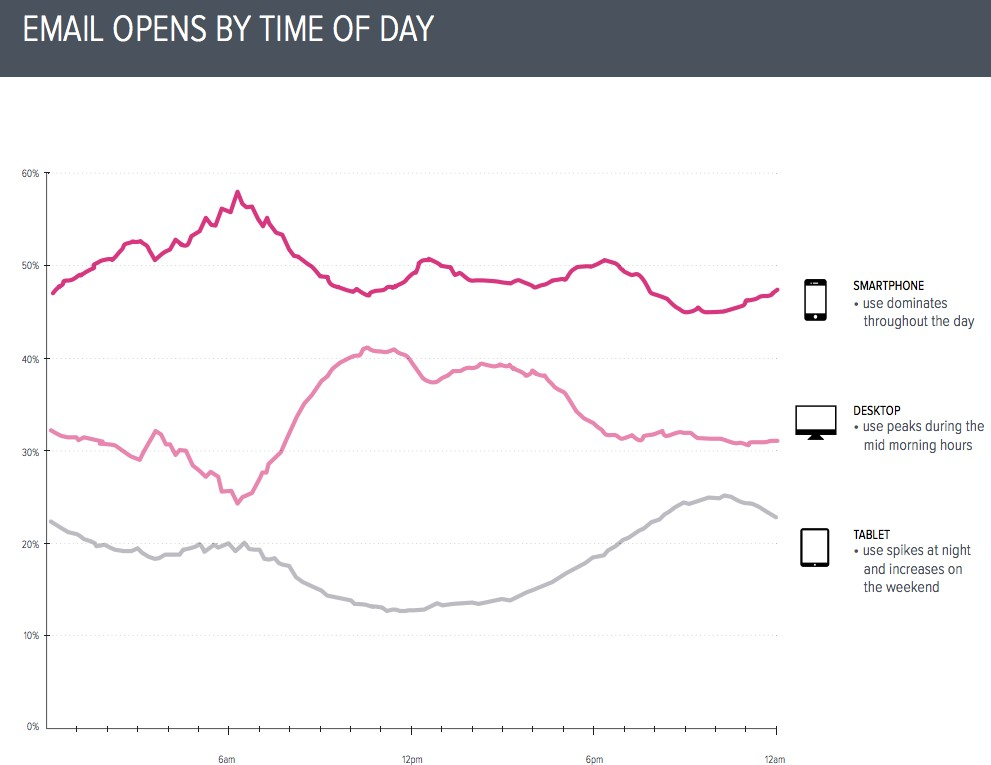 EMAIL OPENS BY TIME OF DAY
60%
50%
40%
30%
20%
10%
0%
6am
12pm
6pm
12am
SMARTPHONE
• use dominates
throughout the day
DESKTOP
• use peaks during the
mid morning hours
TABLET
• use spikes at night
and increases on
the weekend